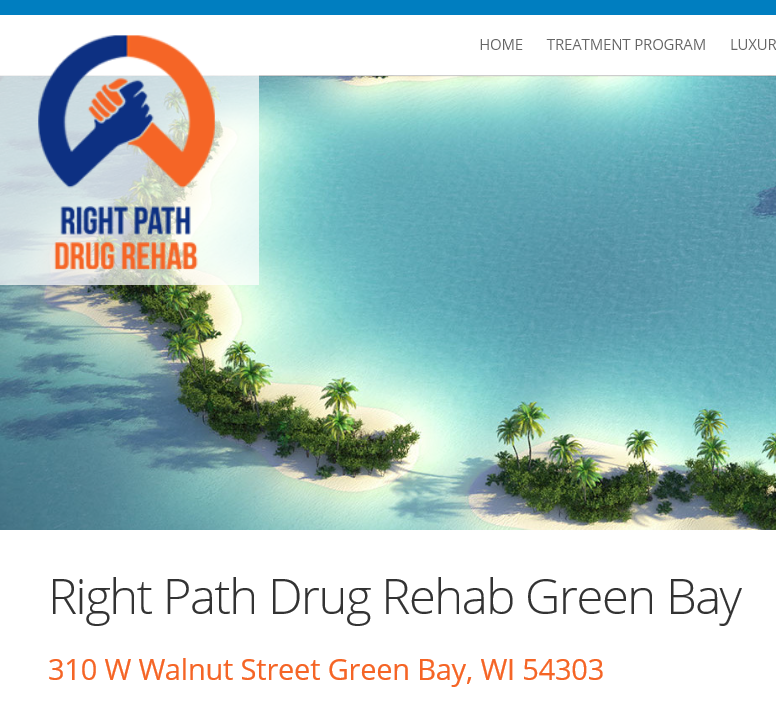 HOME TREATMENT PROGRAM LUXUR
RIGHT PATH
DRUG REHAB
Right Path Drug Rehab Green Bay
310 W Walnut Street Green Bay, WI 54303